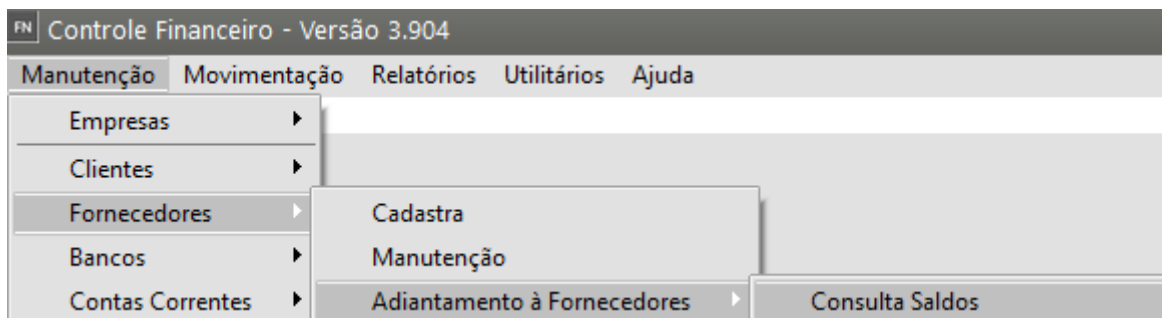 FN Controle Financeiro - Versão 3.904
Manutenção Movimentação Relatórios Utilitários Ajuda
Empresas
Clientes
Fornecedores Cadastra
Bancos Manutenção
Contas Correntes Adiantamento à Fornecedores Consulta Saldos